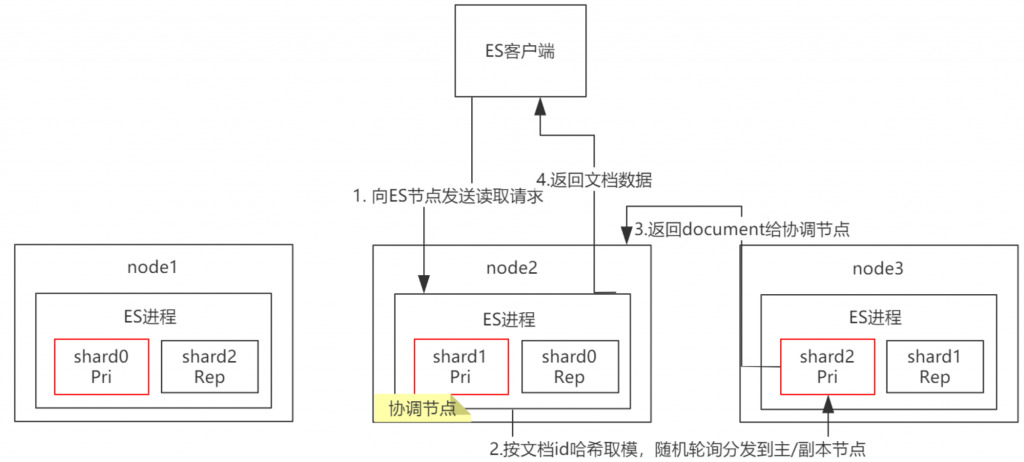 ES客户端
4.返回文档数据
1. 向ES节点发送读取请求
3.返回document给协调节点
node1
ES进程
shard0
Pri
shard2
Rep
node2
ES进程
shard1
Pri
shard0
Rep
协调节点
node3
ES进程
shard2
Pri
shard1
Rep
2.按文档id哈希取模，随机轮询分发到主/副本节点